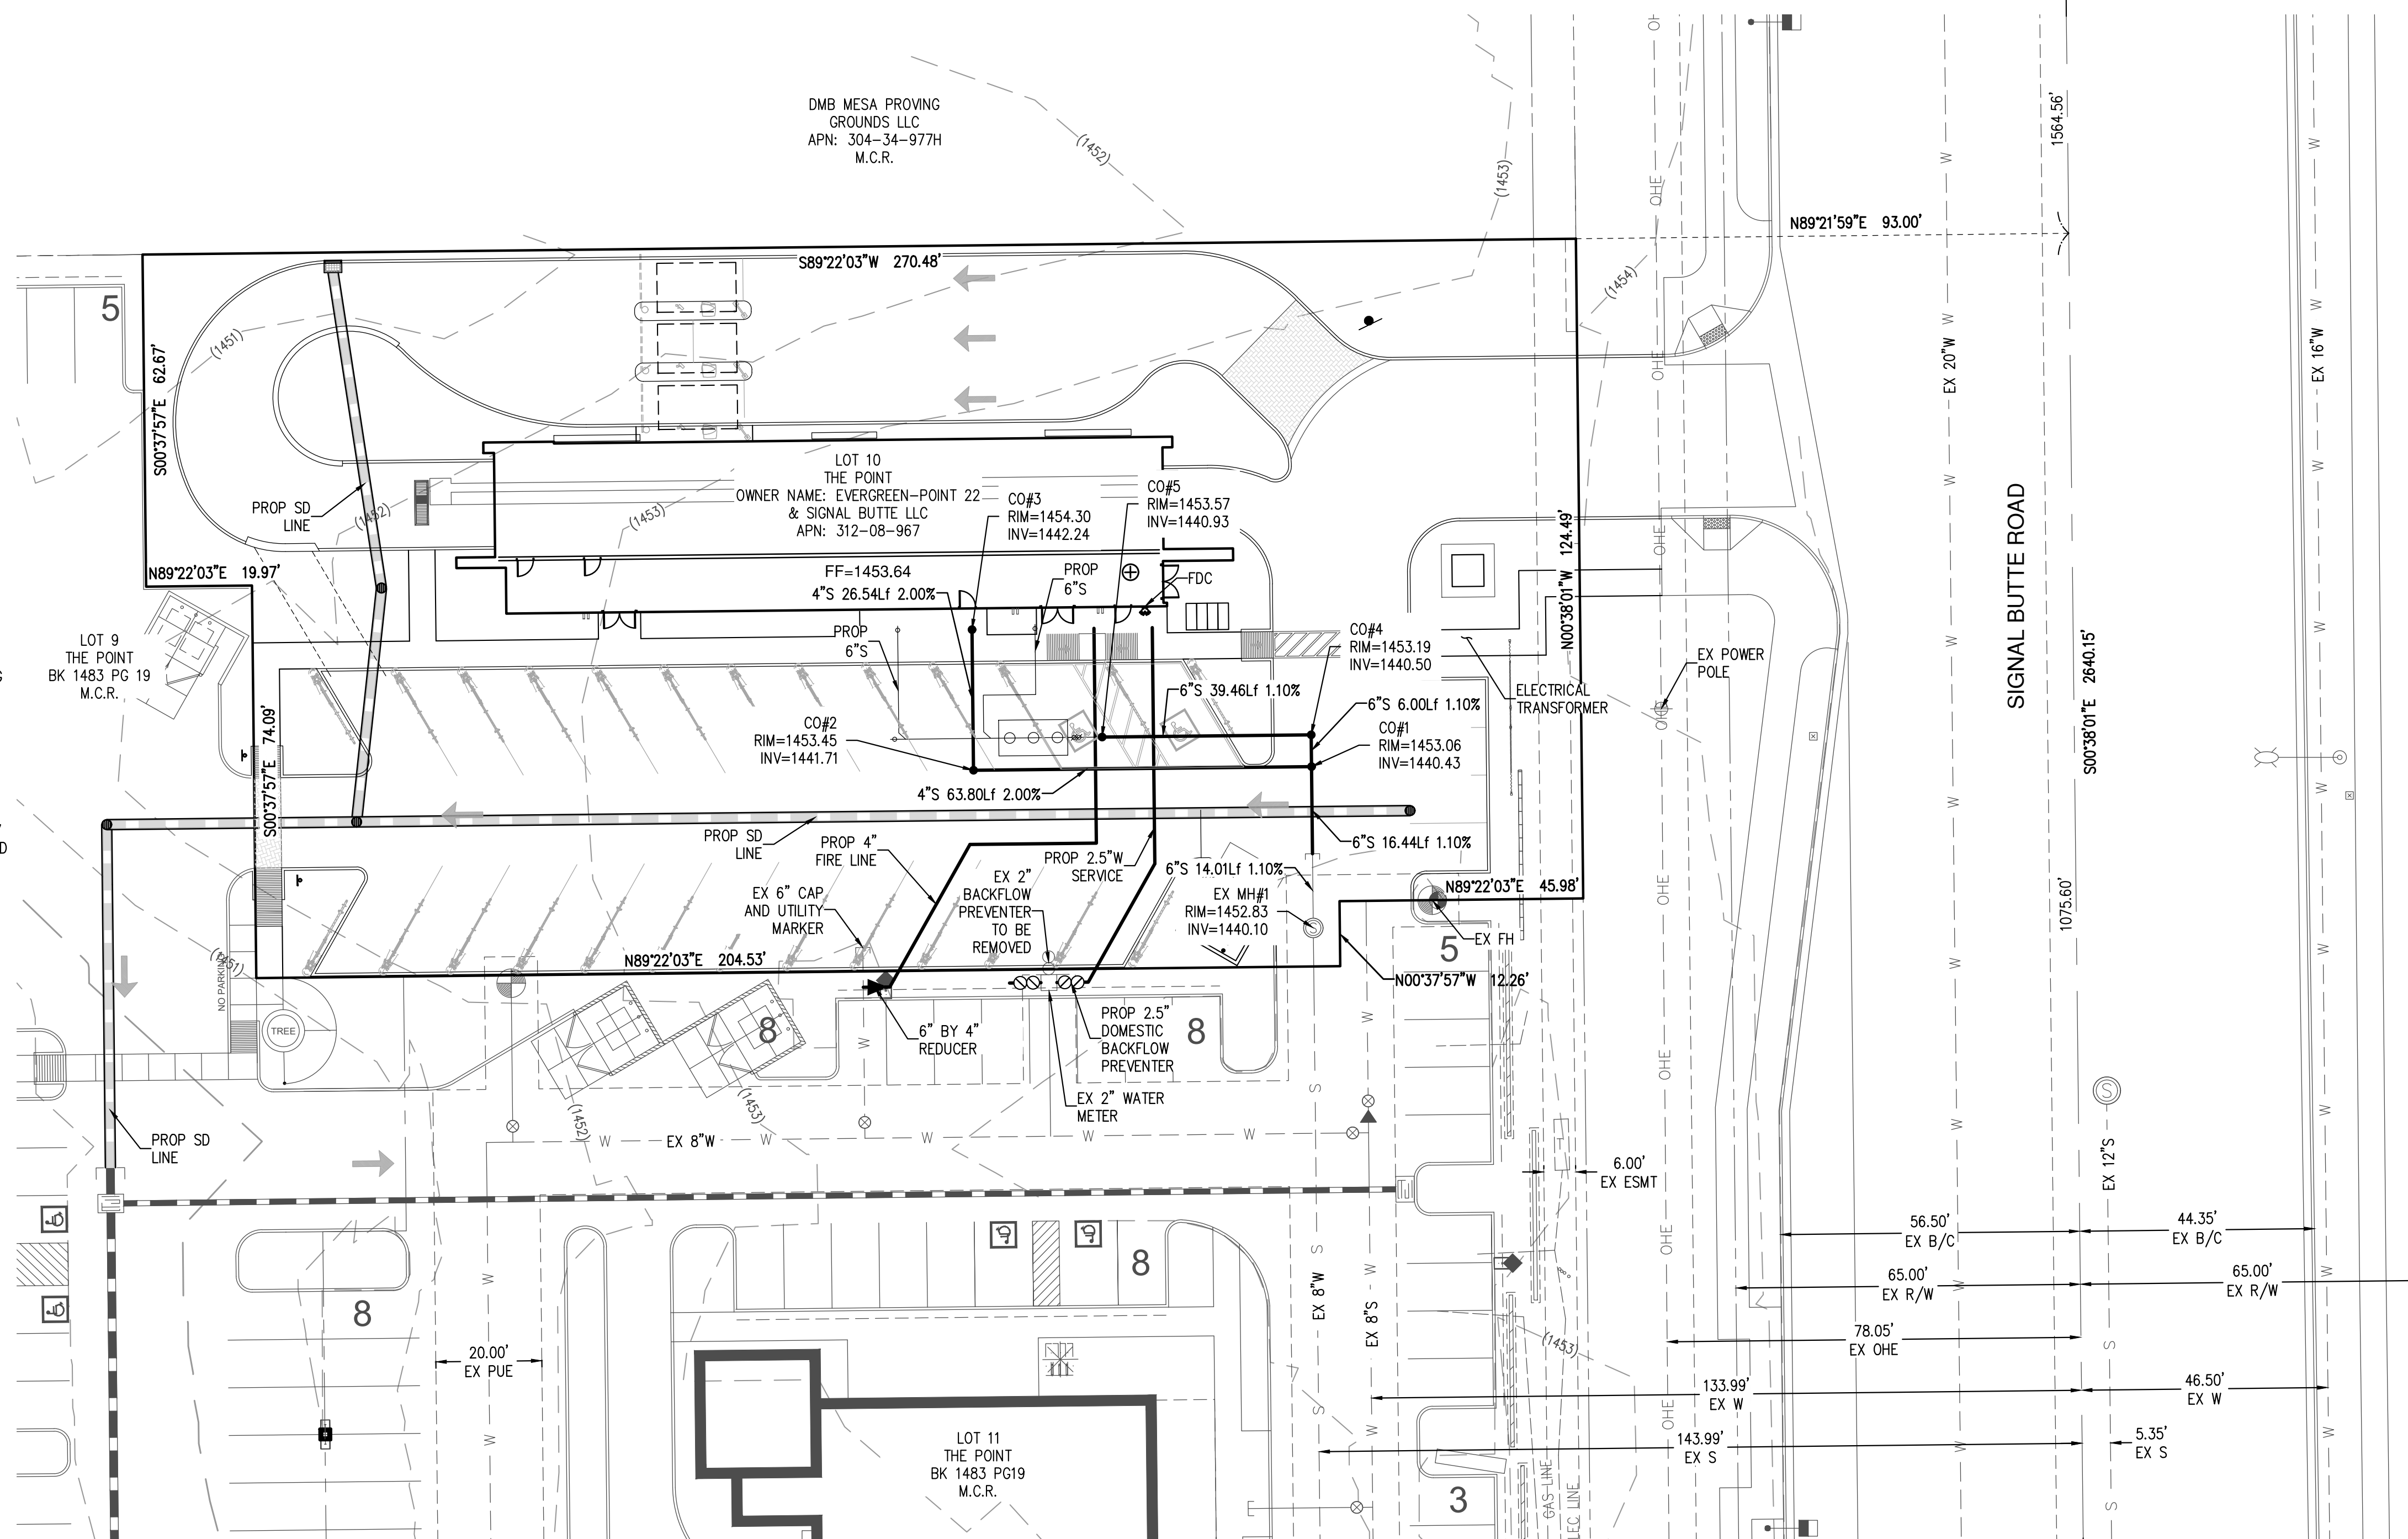 DMB MESA PROVING
GROUNDS LLC
APN: 304-34-977H
M.C.R.
(1452)
(1453)
(1454)
OHE
1564.56'
N89°21'59"E 93.00'
S89°22'03"W 270.48'
5
(1451)
S00°37'57"E 62.67'
EX 20"W
EX 16"W
W
LOT 10
THE POINT
OWNER NAME: EVERGREEN-POINT 22
& SIGNAL BUTTE LLC
APN: 312-08-967
CO#3
RIM=1454.30
INV=1442.24
CO#5
RIM=1453.57
INV=1440.93
PROP SD
LINE
(1452)
(1453)
N00°38'01"W 124.49'
SIGNAL BUTTE ROAD
N89°22'03"E 19.97'
FF=1453.64
4"S 26.54Lf 2.00%
PROP
6"S
FDC
LOT 9
THE POINT
BK 1483 PG 19
M.C.R.
PROP
6"S
CO#4
RIM=1453.19
INV=1440.50
EX POWER
POLE
S00°38'01"E 2640.15'
6"S 39.46Lf 1.10%
6"S 6.00Lf 1.10%
ELECTRICAL
TRANSFORMER
S00°37'57"E 74.09'
CO#2
RIM=1453.45
INV=1441.71
CO#1
RIM=1453.06
INV=1440.43
4"S 63.80Lf 2.00%
PROP SD
LINE
PROP 4"
FIRE LINE
PROP 2.5"W
SERVICE
6"S 16.44Lf 1.10%
6"S 14.01Lf 1.10%
EX 6" CAP
AND UTILITY
MARKER
EX 2"
BACKFLOW
PREVENTER
TO BE
REMOVED
EX MH#1
RIM=1452.83
INV=1440.10
S
N89°22'03"E 45.98'
1075.60'
EX FH
5
N89°22'03"E 204.53'
N00°37'57"W 12.26'
(1451)
NO PARKING
TREE
8
6" BY 4"
REDUCER
PROP 2.5"
DOMESTIC
BACKFLOW
PREVENTER
8
EX 2" WATER
METER
(1452)
(1453)
W
EX 8"W
W
W
W
W
S
PROP SD
LINE
EX 12"S
6.00'
EX ESMT
56.50'
EX B/C
44.35'
EX B/C
65.00'
EX R/W
65.00'
EX R/W
8
8
EX 8"W
EX 8"S
78.05'
EX OHE
(1453)
20.00'
EX PUE
133.99'
EX W
46.50'
EX W
LOT 11
THE POINT
BK 1483 PG19
M.C.R.
143.99'
EX S
5.35'
EX S
3
GAS LINE